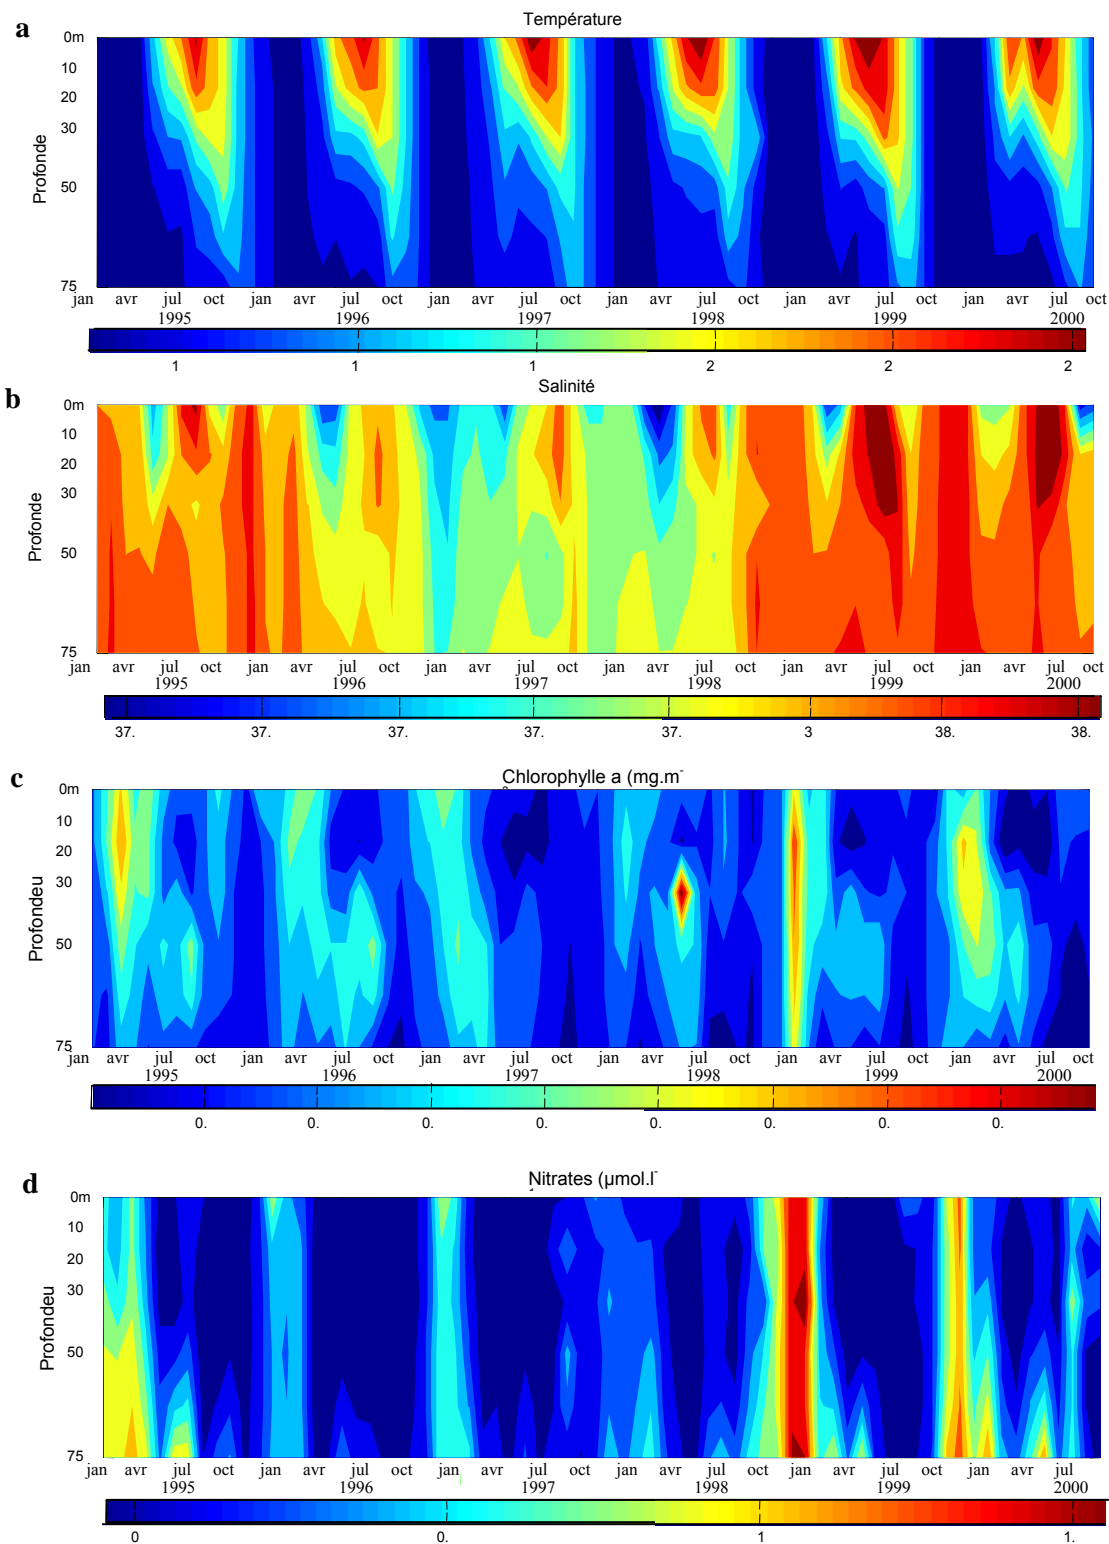 a
Température
0m
10
20
30
50
75
Profonde
jan avr jul oct jan avr jul oct jan avr jul oct jan avr jul oct jan avr jul oct jan avr jul oct
1995 1996 1997 1998 1999 2000
1 1 1 2 2 2
b
Salinité
0m
10
20
30
50
75
Profonde
jan avr jul oct jan avr jul oct jan avr jul oct jan avr jul oct jan avr jul oct jan avr jul oct
1995 1996 1997 1998 1999 2000
37. 37. 37. 37. 37. 3 38. 38.
c
Chlorophylle a (mg.m-
0m
10
20
30
50
75
Profondeu
jan avr jul oct jan avr jul oct jan avr jul oct jan avr jul oct jan avr jul oct jan avr jul oct
1995 1996 1997 1998 1999 2000
0. 0. 0. 0. 0. 0. 0. 0.
d
Nitrates (µmol.l-
0m
10
20
30
50
75
Profondeu
jan avr jul oct jan avr jul oct jan avr jul oct jan avr jul oct jan avr jul oct jan avr jul
1995 1996 1997 1998 1999 2000
0 0. 1 1.